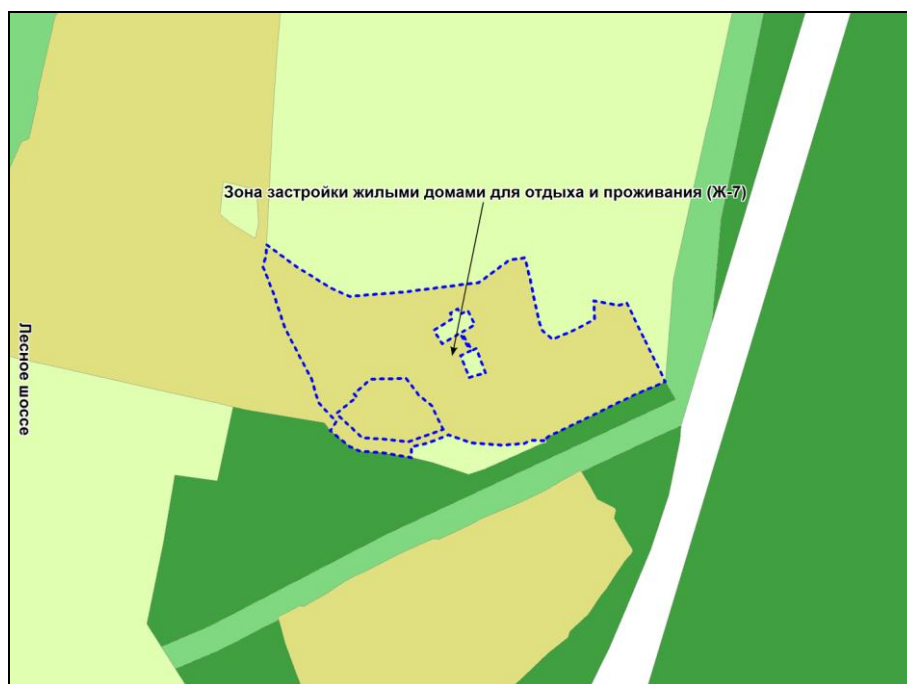 Зона застройки жилыми домами для отдыха и проживания (Ж-7)
Лесное шоссе